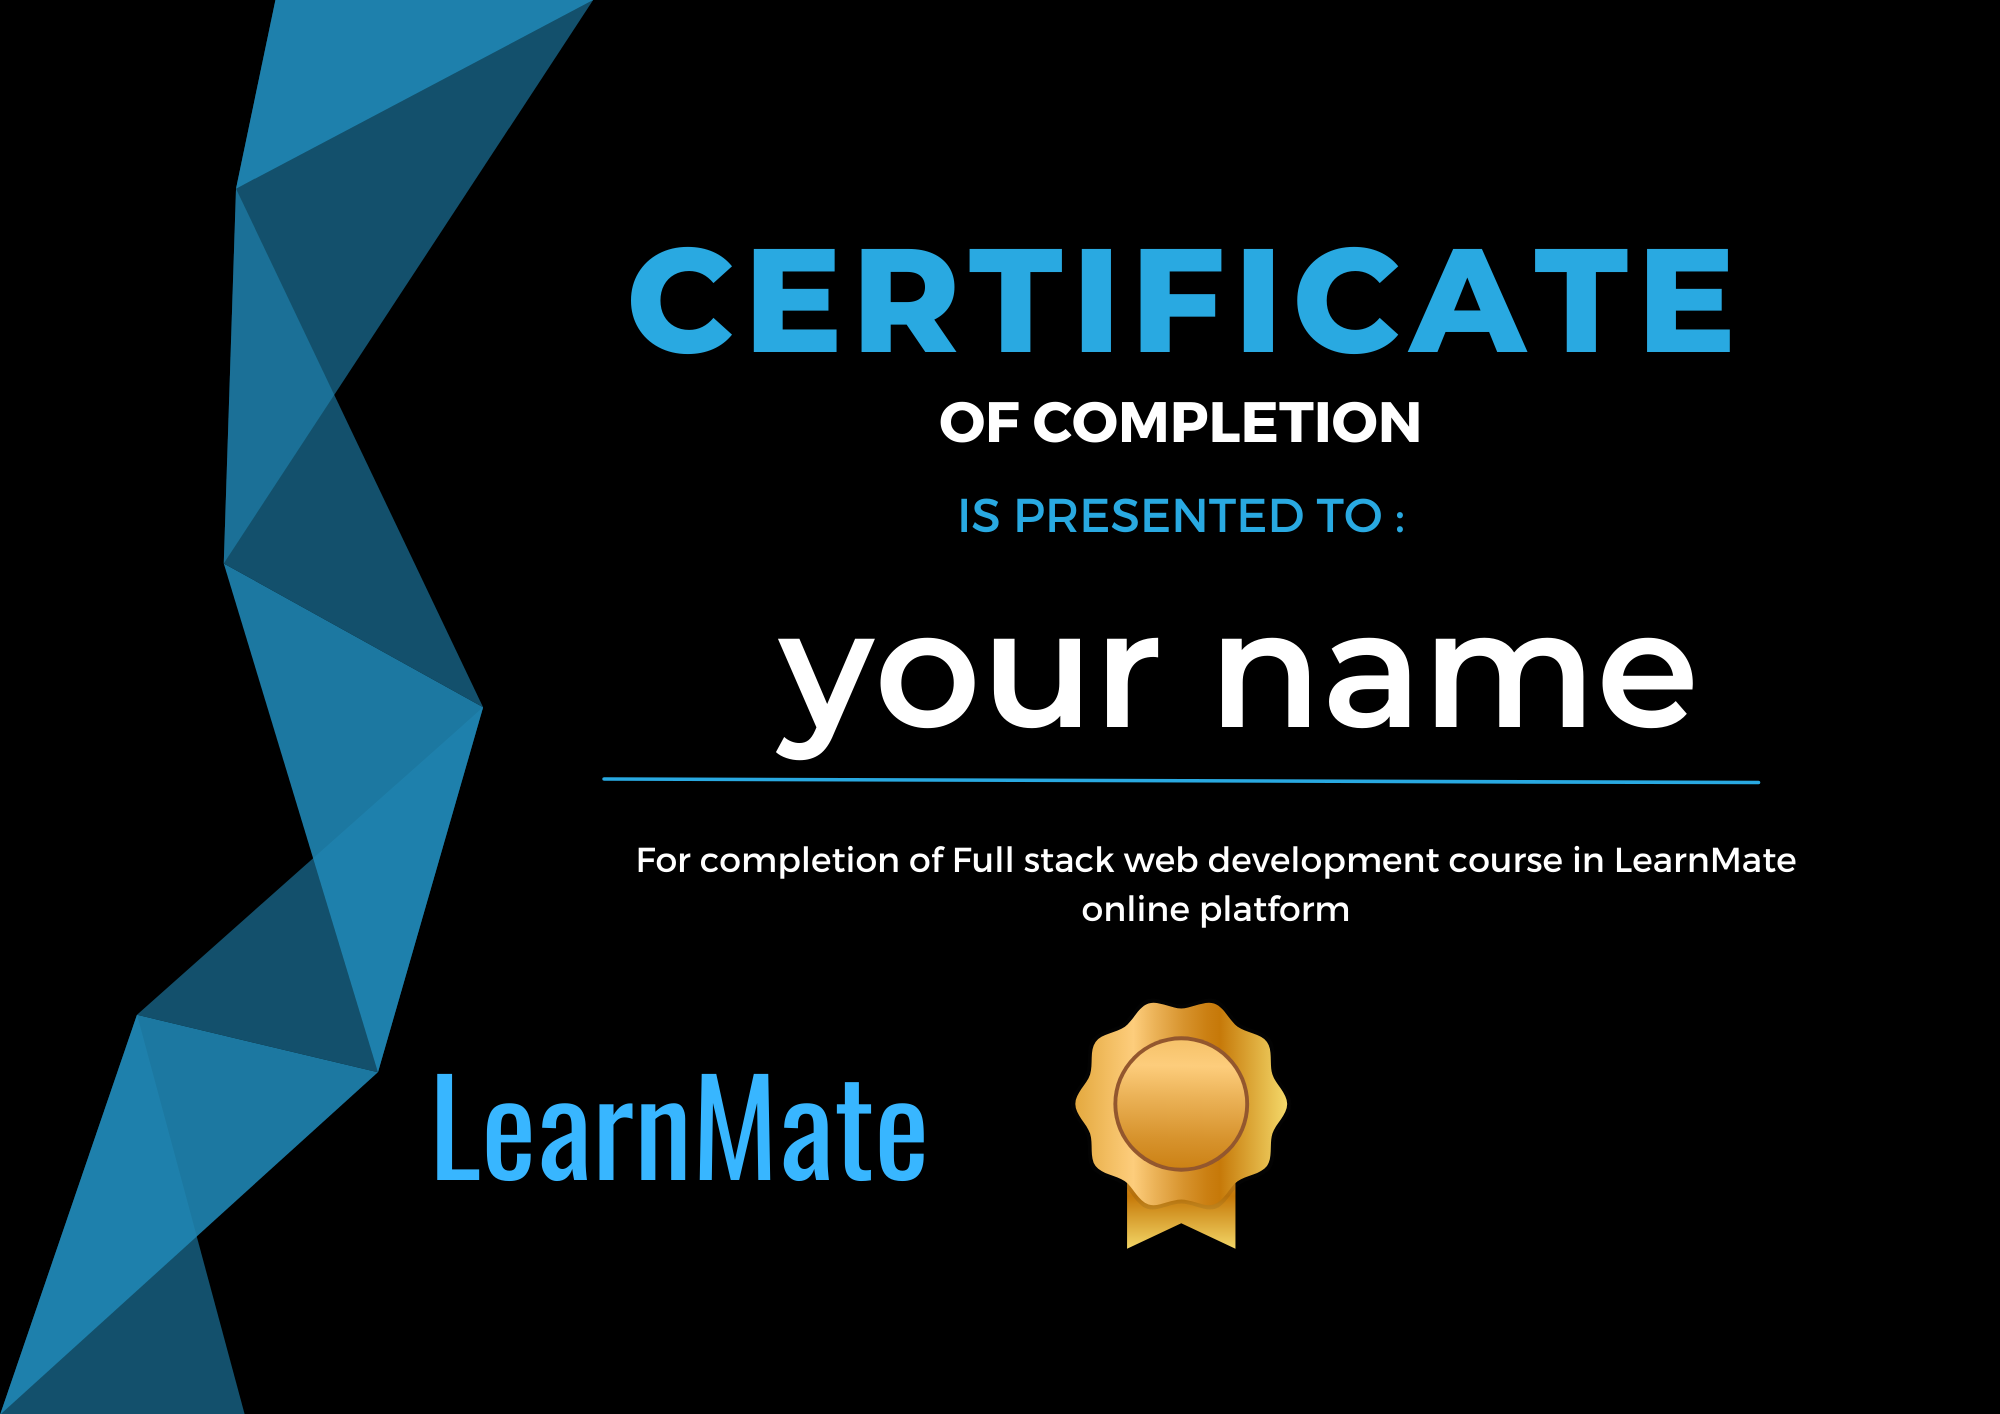 CERTIFICATE
OF COMPLETION
IS PRESENTED TO :
your name
For completion of Full stack web development course in LearnMate
online platform
LearnMate